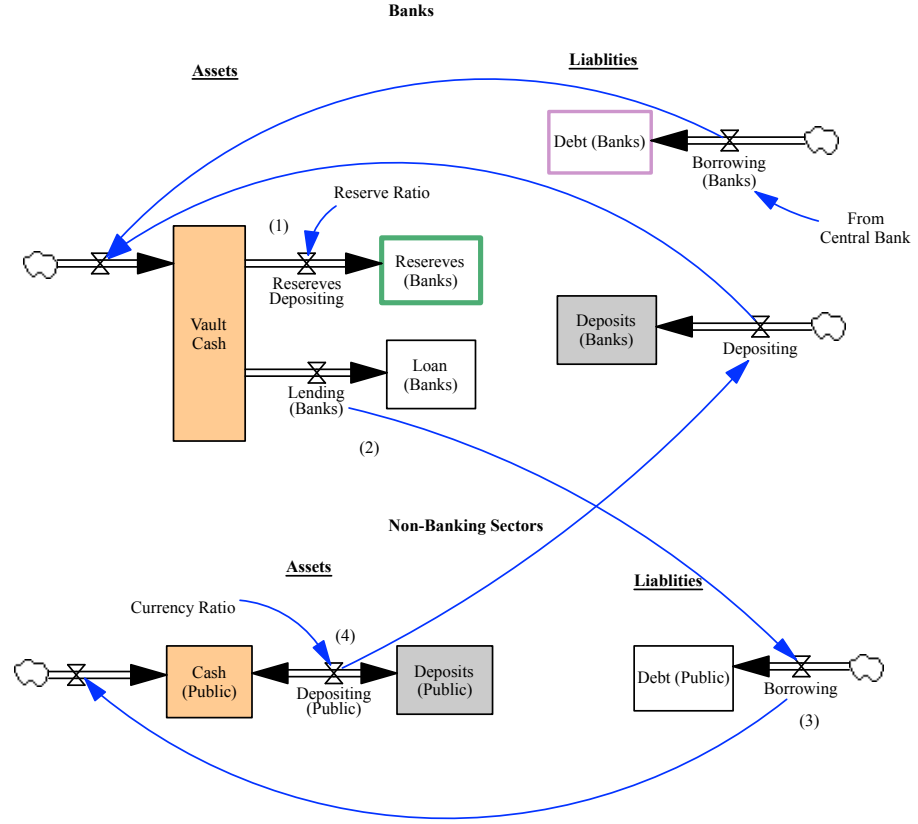 Banks
Assets
Liablities
Debt (Banks)
Borrowing
(Banks)
From
Central Bank
Reserve Ratio
(1)
Resereves
Depositing
Resereves
(Banks)
Vault
Cash
Deposits
(Banks)
Depositing
Lending
(Banks)
Loan
(Banks)
(2)
Non-Banking Sectors
Assets
Liablities
Currency Ratio
(4)
Cash
(Public)
Depositing
(Public)
Deposits
(Public)
Debt (Public)
Borrowing
(3)